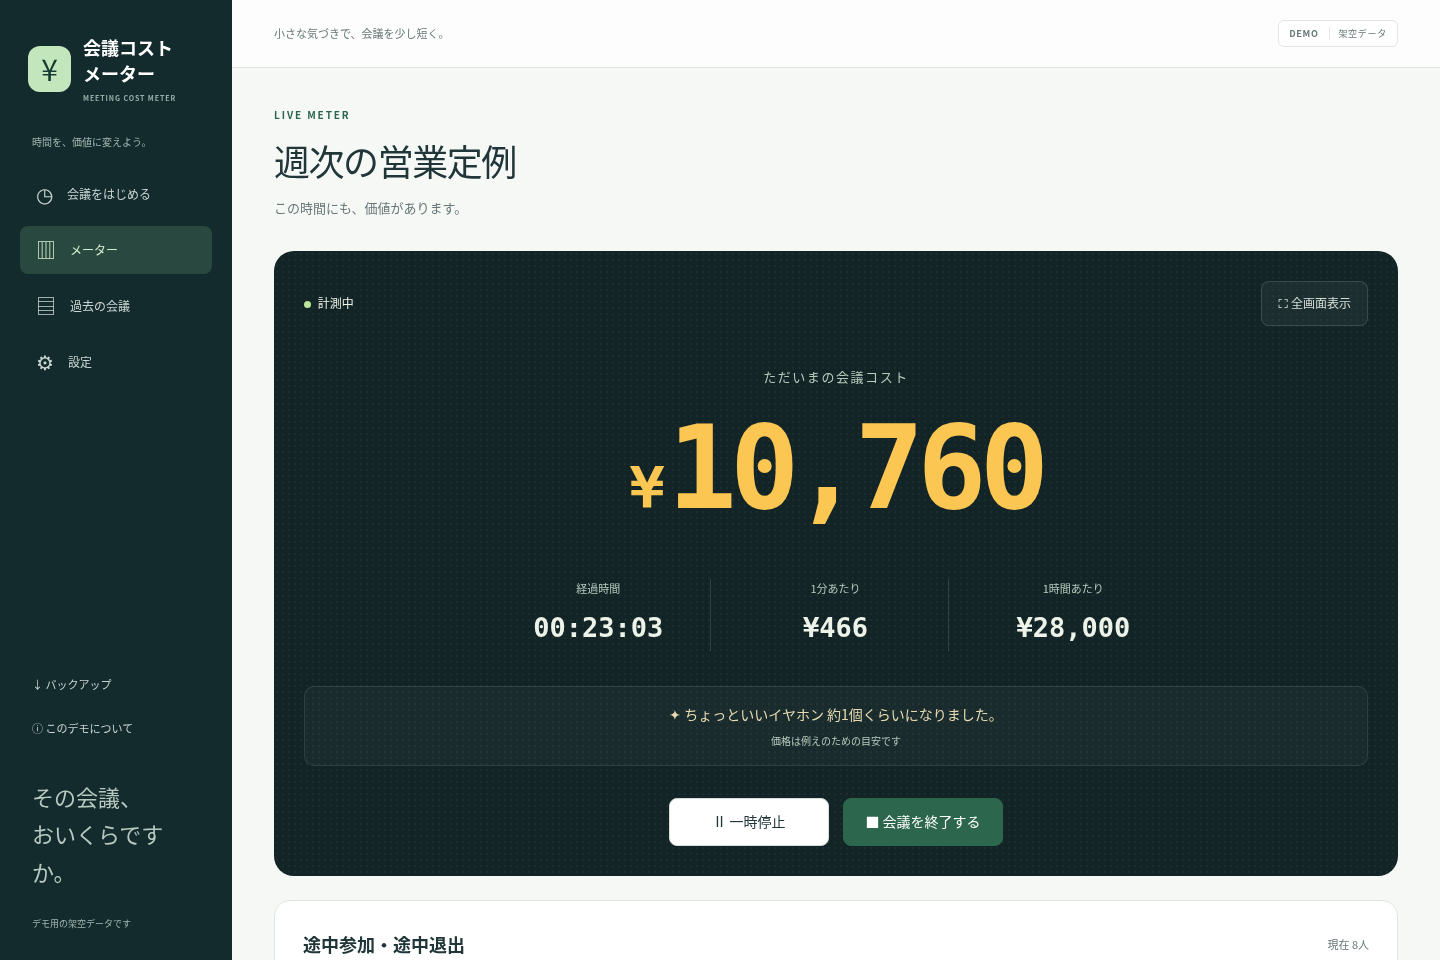 ¥
会議コスト
メーター
MEETING COST METER
時間を、価値に変えよう。
会議をはじめる
メーター
過去の会議
設定
↓ バックアップ
ⓘ このデモについて
その会議、
おいくらです
か。
デモ用の架空データです
小さな気づきで、会議を少し短く。
DEMO 架空データ
LIVE METER
週次の営業定例
この時間にも、価値があります。
計測中
全画面表示
ただいまの会議コスト
¥10,760
経過時間
00:23:03
1分あたり
¥466
1時間あたり
¥28,000
✦ ちょっといいイヤホン 約1個くらいになりました。
価格は例えのための目安です
一時停止
会議を終了する
途中参加・途中退出
現在 8人